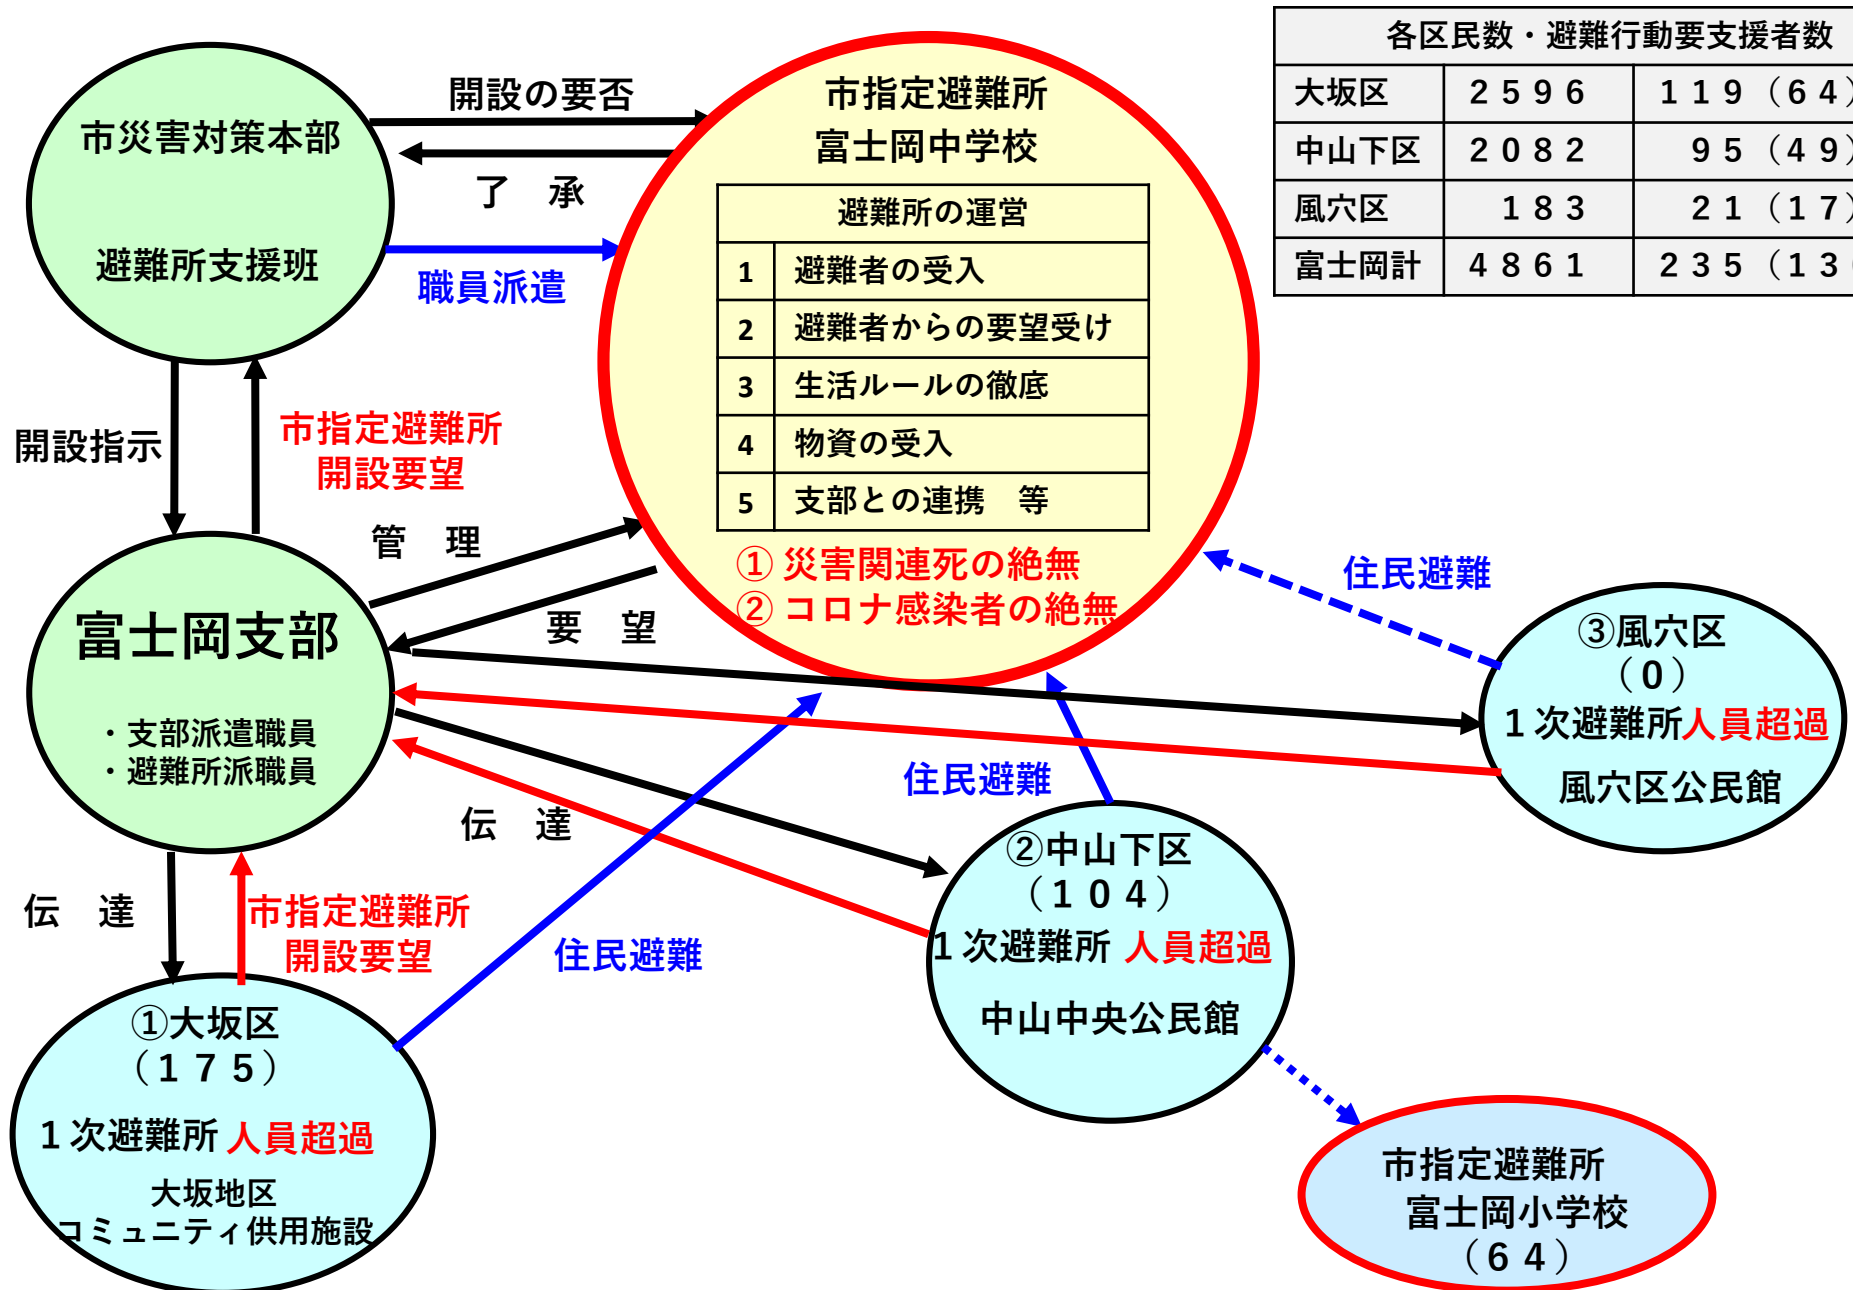 市災害対策本部
避難所支援班
開設の要否
了　承
職員派遣
市指定避難所
富士岡中学校
避難所の運営
1 避難者の受入
2 避難者からの要望受け
3 生活ルールの徹底
4 物資の受入
5 支部との連携　等
① 災害関連死の絶無
② コロナ感染者の絶無
各区民数・避難行動要支援者数
大坂区 ２５９６ １１９（６４）
中山下区 ２０８２ ９５（４９）
風穴区 １８３ ２１（１７）
富士岡計 ４８６１ ２３５（１３
開設指示
市指定避難所
開設要望
管　理
要　望
富士岡支部
・支部派遣職員
・避難所派職員
住民避難
③風穴区
（０）
１次避難所人員超過
風穴区公民館
伝　達
住民避難
②中山下区
（１０４）
１次避難所 人員超過
中山中央公民館
伝　達
市指定避難所
開設要望
住民避難
①大坂区
（１７５）
１次避難所 人員超過
大坂地区
コミュニティ供用施設
市指定避難所
富士岡小学校
（６４）